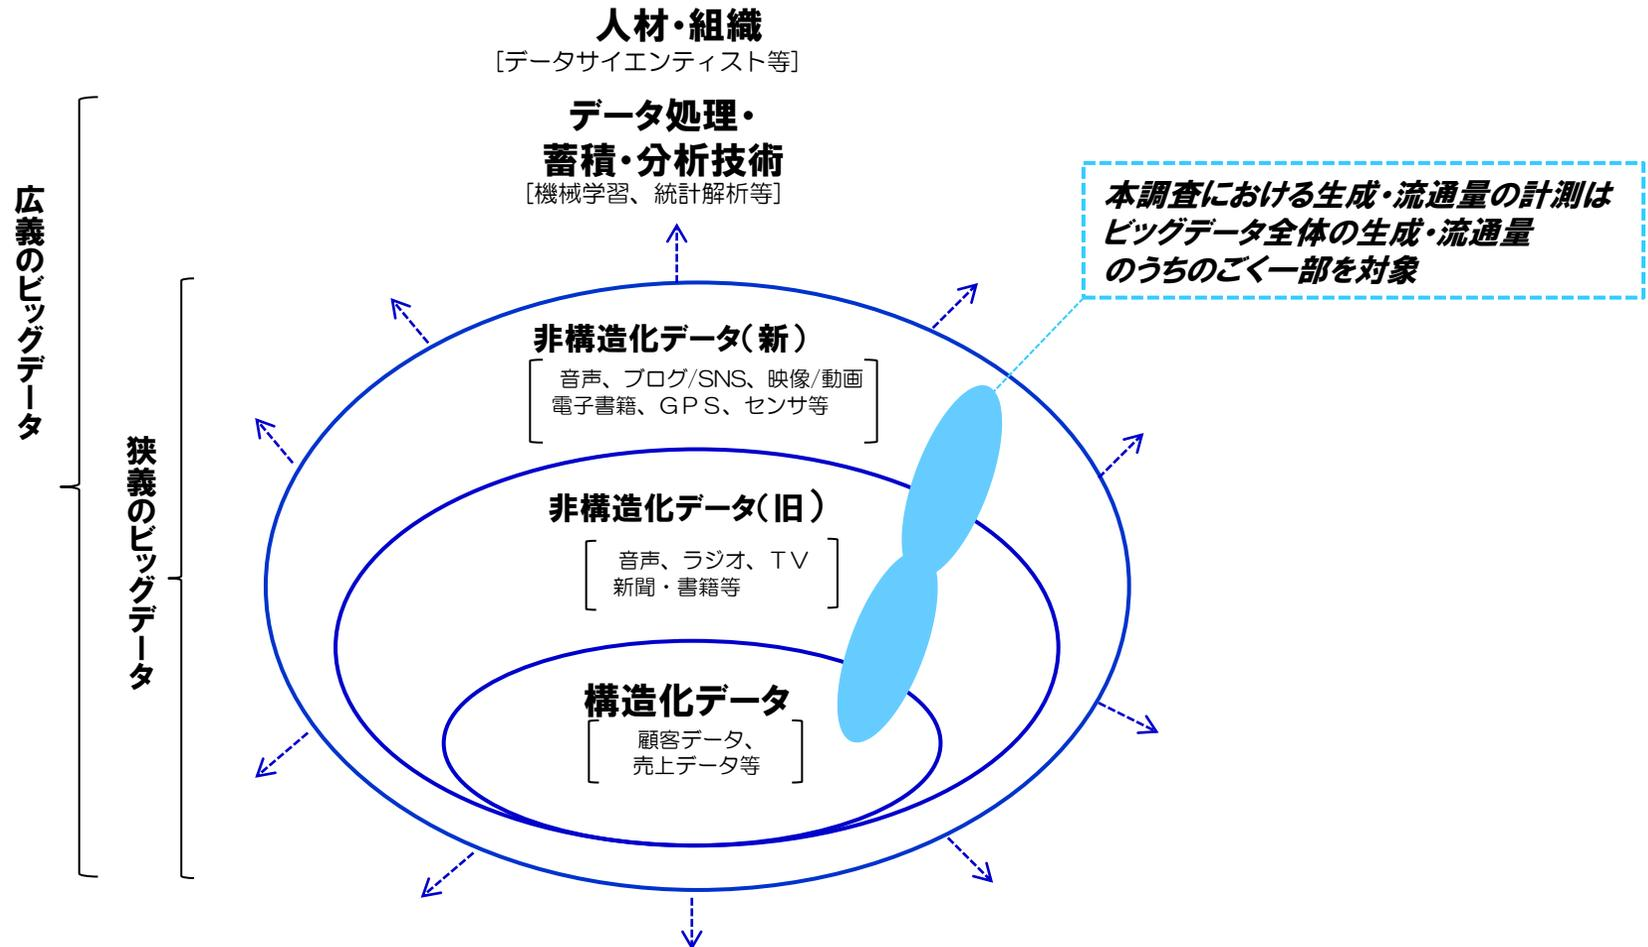 人材・組織
[データサイエンティスト等]
データ処理・
蓄積・分析技術
[機械学習、統計解析等]
広義のビッグデータ
狭義のビッグデータ
本調査における生成・流通量の計測は
ビッグデータ全体の生成・流通量
のうちのごく一部を対象
非構造化データ(新)
音声、ブログ/SNS、映像/動画
電子書籍、GPS、センサ等
非構造化データ(旧)
音声、ラジオ、TV
新聞・書籍等
構造化データ
顧客データ、
売上データ等